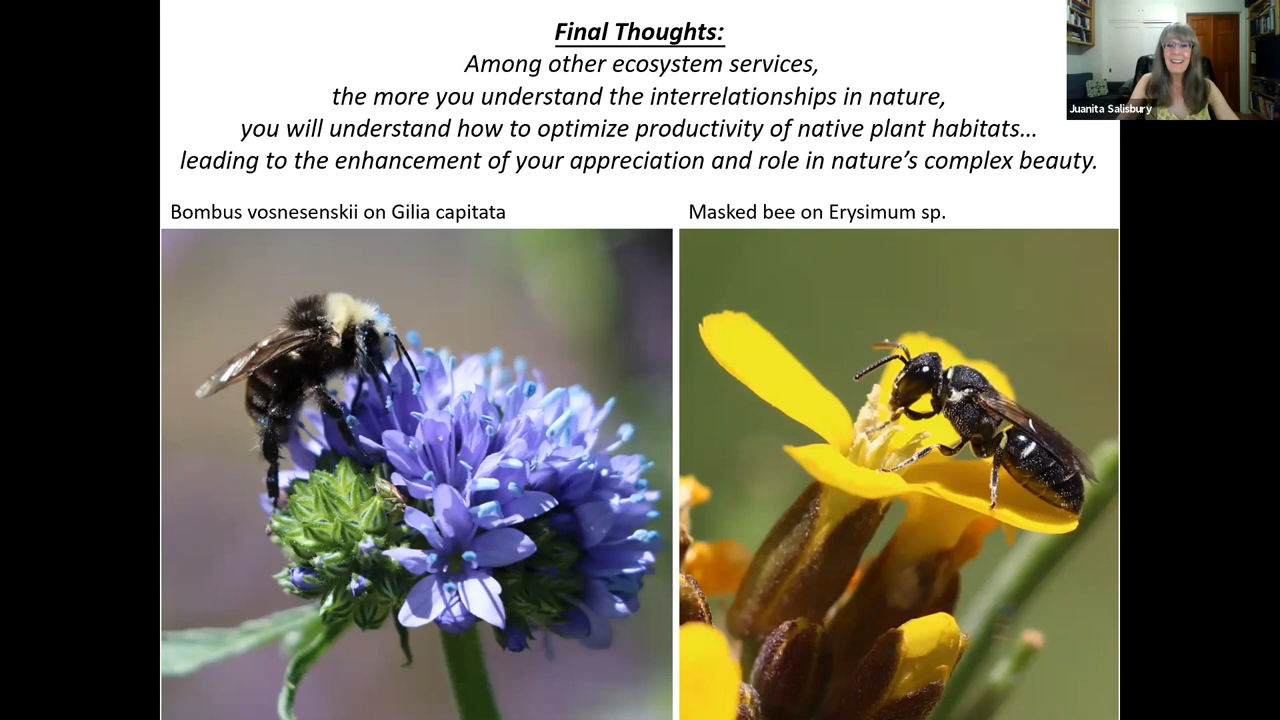 Final Thoughts:
Among other ecosystem services,
the more you understand the interrelationships in nature,
you will understand how to optimize productivity of native plant habitats…
leading to the enhancement of your appreciation and role in nature’s complex beauty.
Juanita Salisbury
Bombus vosnesenskii on Gilia capitata
Masked bee on Erysimum sp.